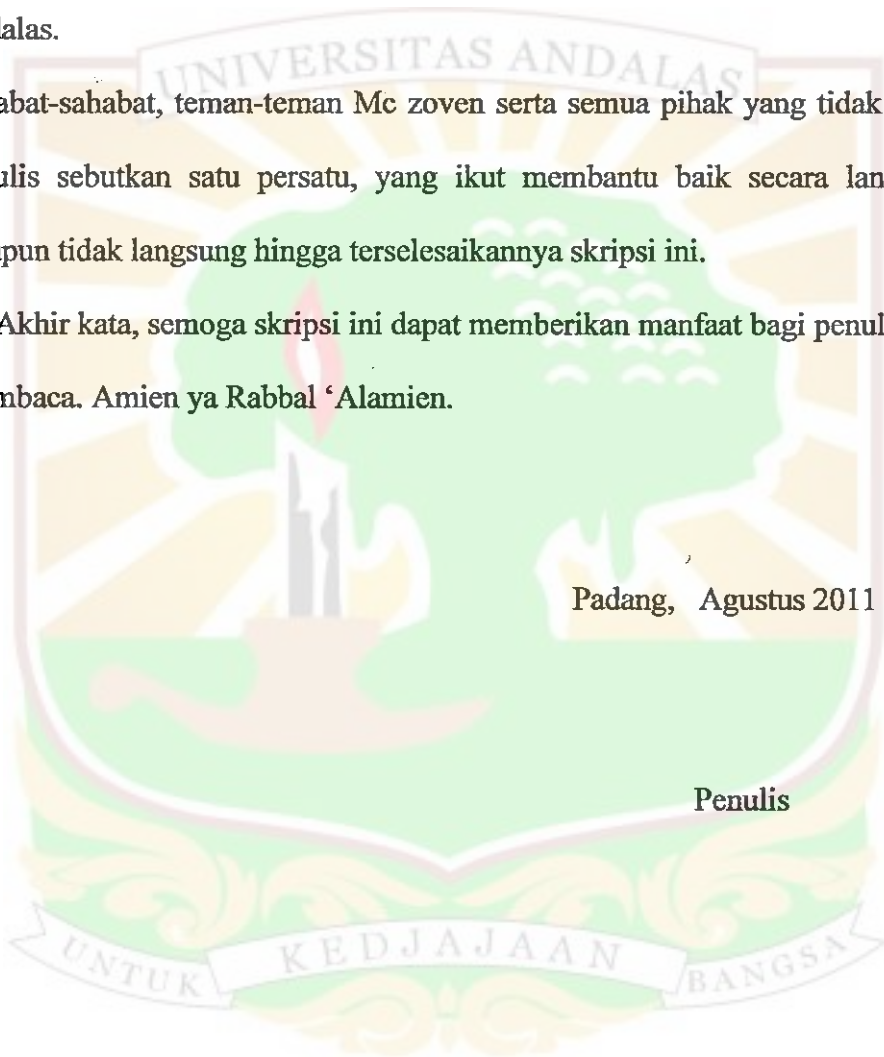 dalas.
UNIVERSITAS ANDALAS
abat-sahabat, teman-teman Mc zoven serta semua pihak yang tidak
ulis sebutkan satu persatu, yang ikut membantu baik secara lan
upun tidak langsung hingga terselesaikannya skripsi ini.
Akhir kata, semoga skripsi ini dapat memberikan manfaat bagi penul
mbaca. Amien ya Rabbal ‘Alamien.
Padang, Agustus 2011
Penulis
UNTUK KEDJAJAAN BANGSA